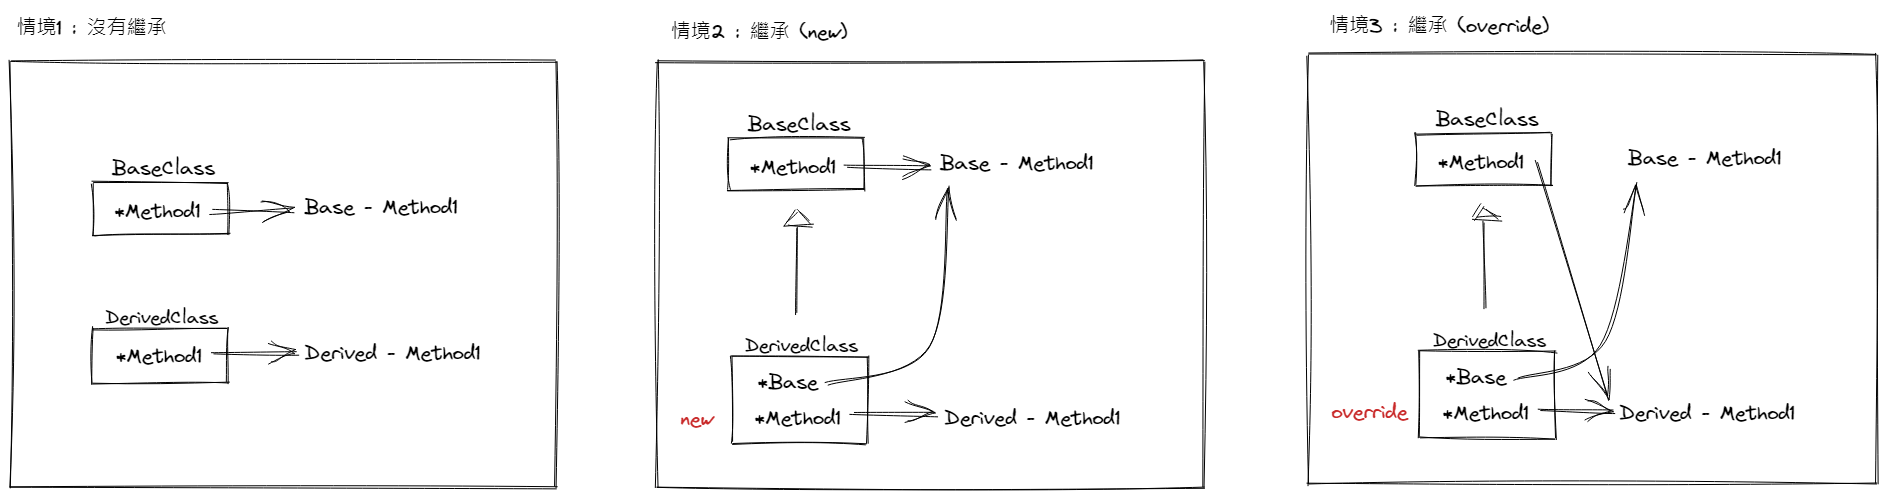 情境1：沒有繼承
BaseClass
*Method1
Base - Method1
DerivedClass
*Method1
Derived - Method1
情境2：繼承 (new)
BaseClass
*Method1
Base - Method1
DerivedClass
*Base
new
*Method1
Derived - Method1
情境3：繼承 (override)
BaseClass
*Method1
Base - Method1
DerivedClass
*Base
override
*Method1
Derived - Method1